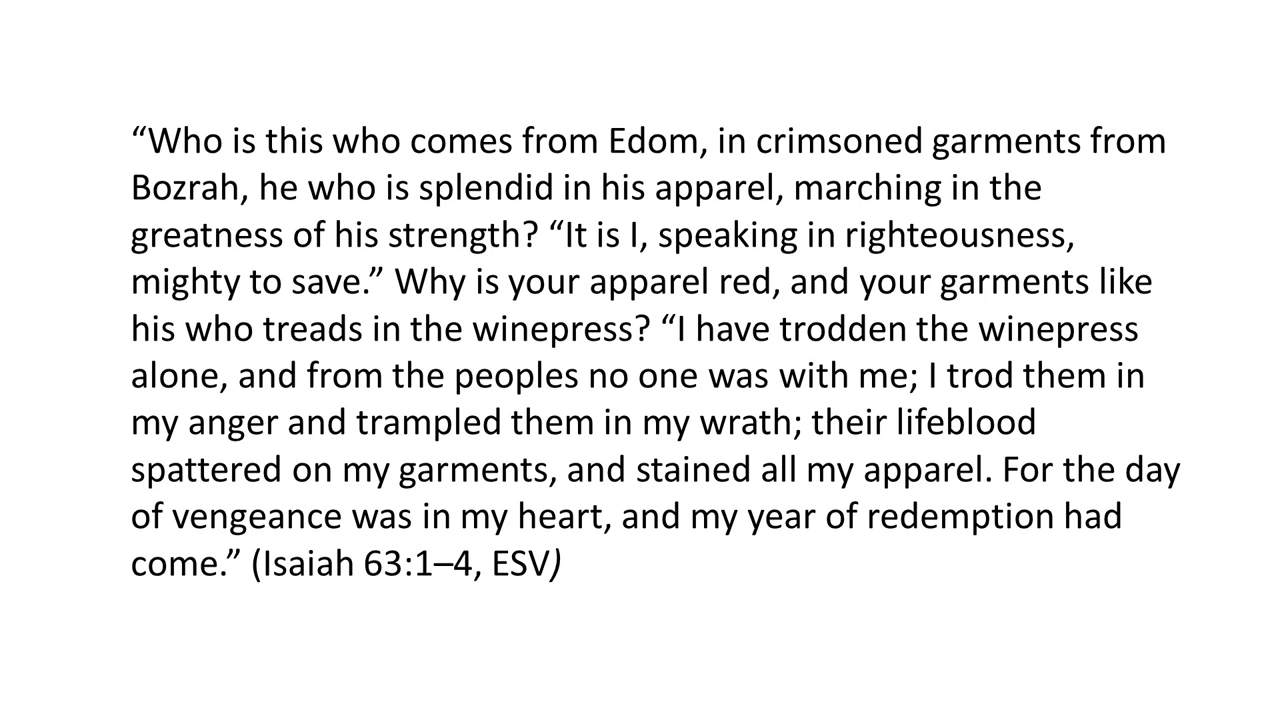 “Who is this who comes from Edom, in crimsoned garments from
Bozrah, he who is splendid in his apparel, marching in the
greatness of his strength? “It is I, speaking in righteousness,
mighty to save.” Why is your apparel red, and your garments like
his who treads in the winepress? “I have trodden the winepress
alone, and from the peoples no one was with me; I trod them in
my anger and trampled them in my wrath; their lifeblood
spattered on my garments, and stained all my apparel. For the day
of vengeance was in my heart, and my year of redemption had
come.” (Isaiah 63:1–4, ESV)